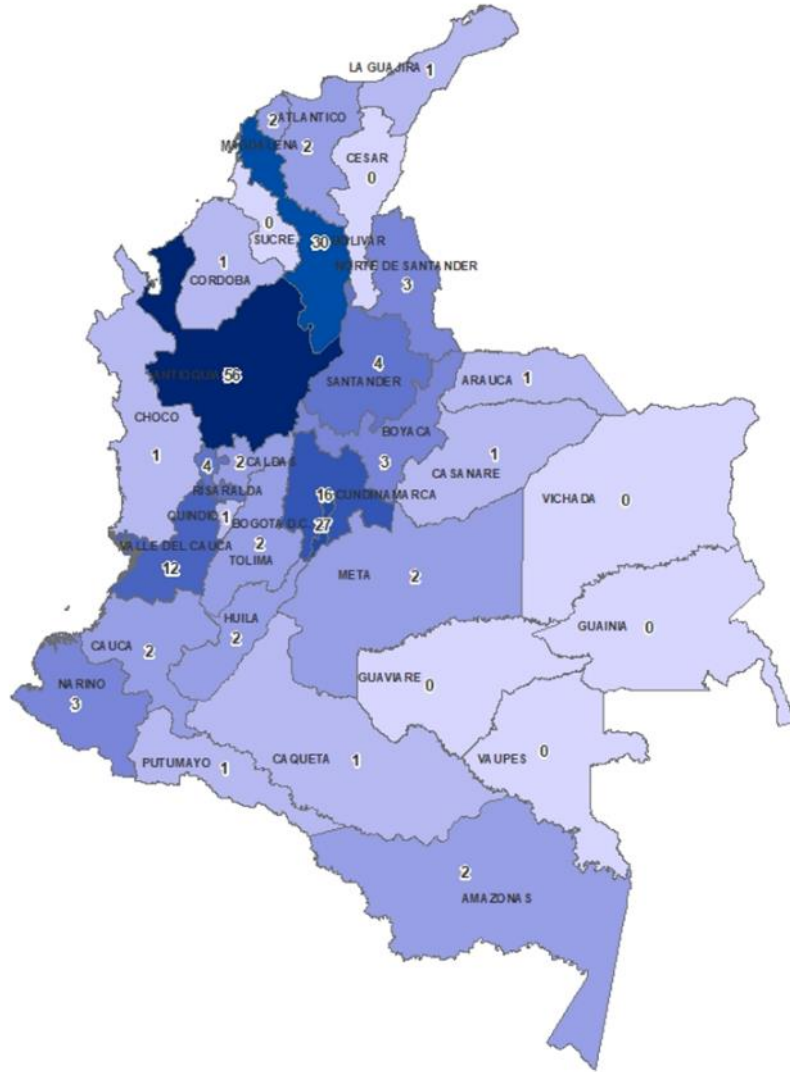 LA GUAJIRA 1
2 ATLANTICO
MAGDALENA 2
CESAR
0
0
SUCRE
30 BOLIVAR
1
CORDOBA
NORTE DE SANTANDER
3
4
SANTANDER
ARAUCA 1
56
CHOCO
1
BOYACA
3
1
CASANARE
4
2 CALDAS
RISARALDA
16
CUNDINAMARCA
VICHADA
0
QUINDIO 1
BOGOTA D.C.
27
VALLE DEL CAUCA
12
2
TOLIMA
META 2
HUILA
2
GUAINIA 0
CAUCA 2
NARINO
3
GUAVIARE
0
PUTUMAYO 1
CAQUETA 1
VAUPES
0
2
AMAZONAS